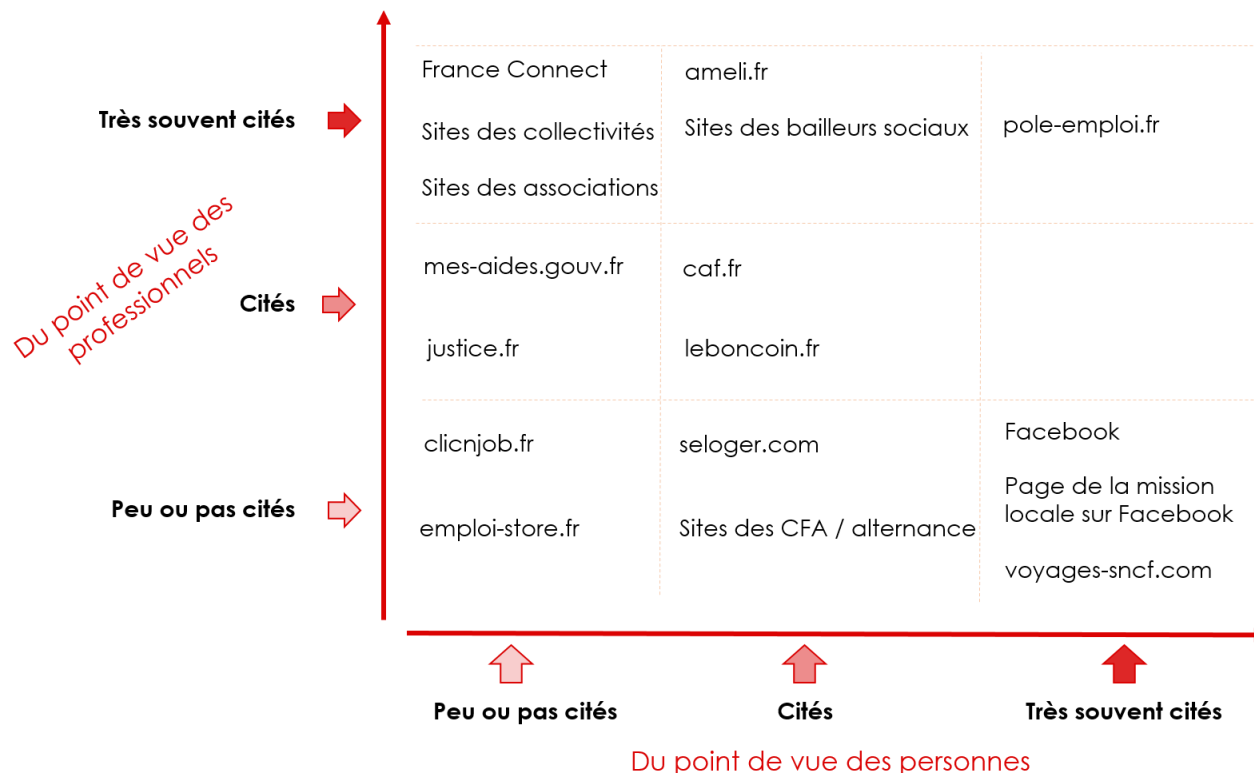 France Connect
ameli.fr
Très souvent cités
Sites des collectivités
Sites des bailleurs sociaux
pole-emploi.fr
Sites des associations
Du point de vue des
professionnels
mes-aides.gouv.fr
caf.fr
Cités
justice.fr
leboncoin.fr
clicnjob.fr
seloger.com
Facebook
Peu ou pas cités
Page de la mission
locale sur Facebook
emploi-store.fr
Sites des CFA / alternance
voyages-sncf.com
Peu ou pas cités
Cités
Très souvent cités
Du point de vue des personnes